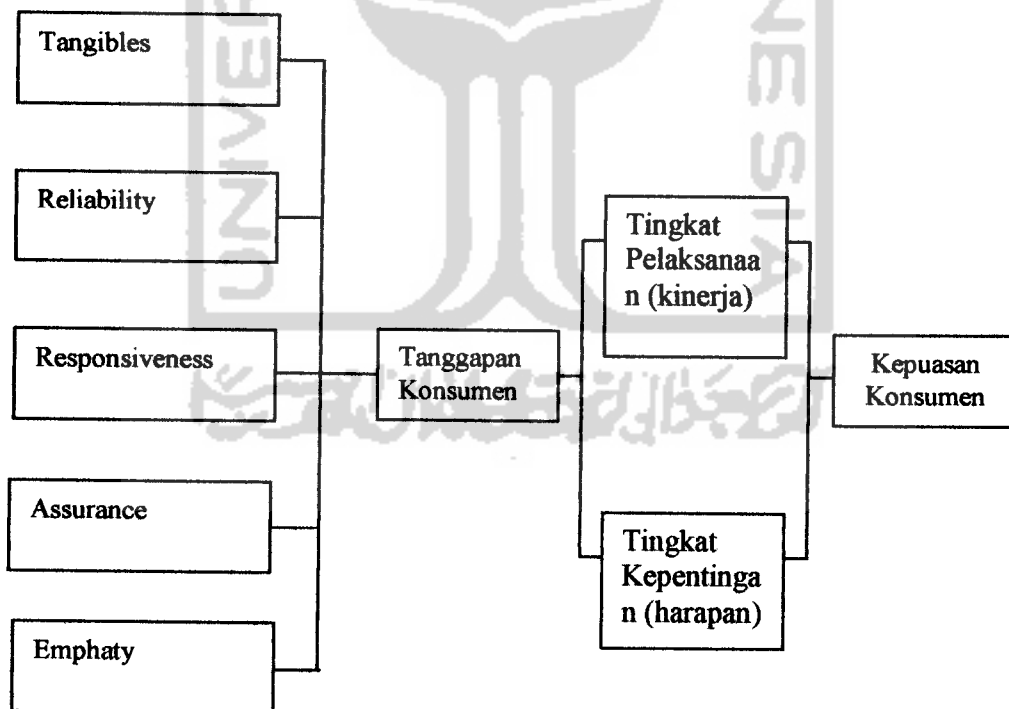 Tangibles
Reliability
Responsiveness
Assurance
Emphaty
Tanggapan
Konsumen
Tingkat
Pelaksanaa
n (kinerja)
Tingkat
Kepentinga
n (harapan)
Kepuasan
Konsumen